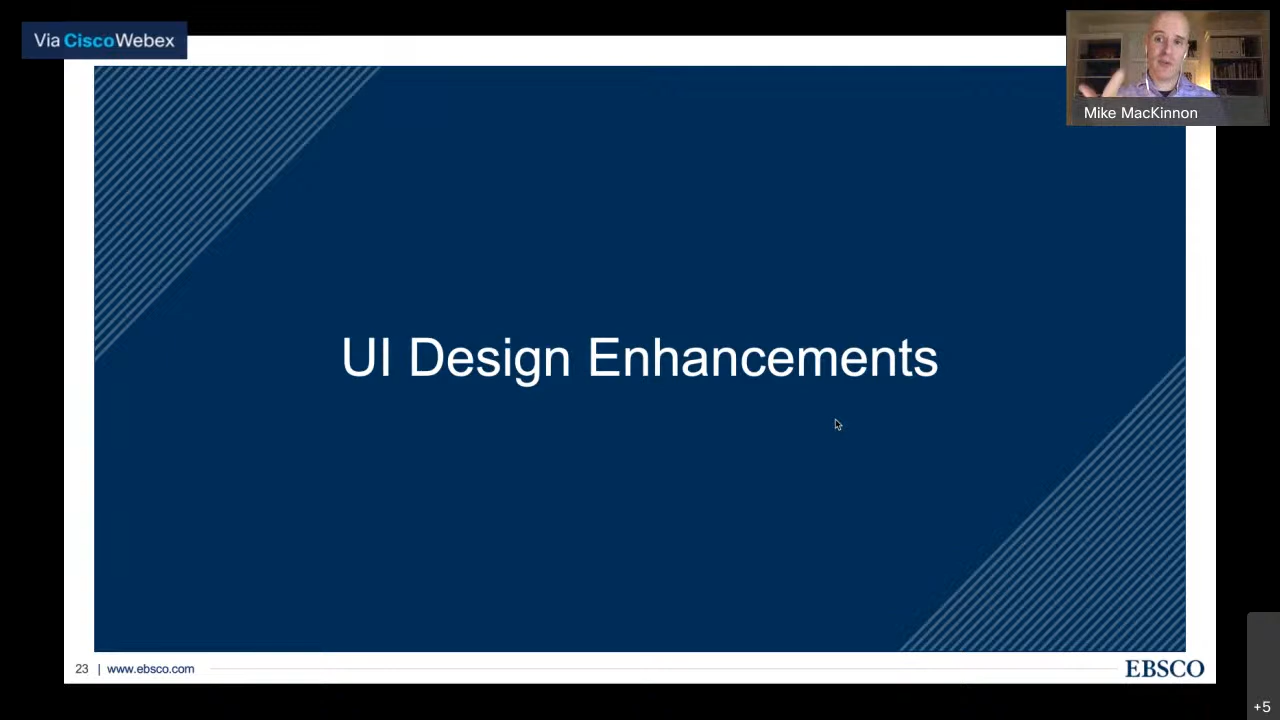 Via CiscoWebex
Mike MacKinnon
UI Design Enhancements
23 | www.ebsco.com
EBSCO
+5